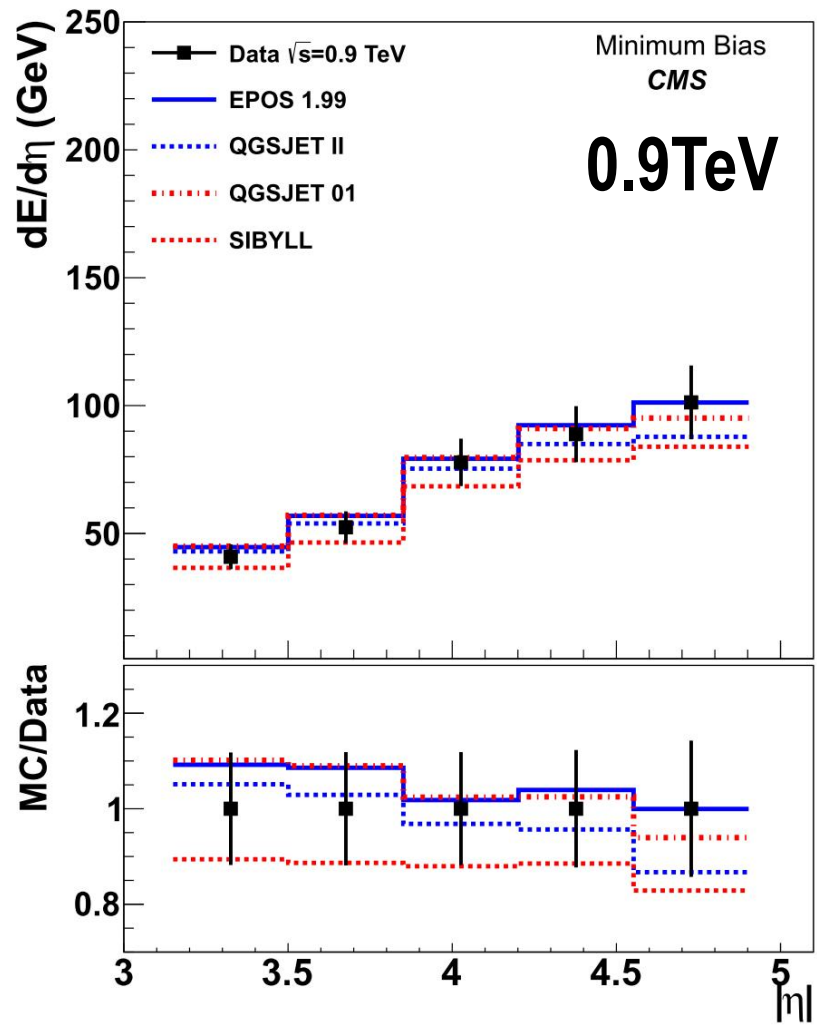 250
200
150
100
50
dE/dη (GeV)
Data √s=0.9 TeV
EPOS 1.99
QGSJET II
QGSJET 01
SIBYLL
Minimum Bias
CMS
0.9TeV
MC/Data
1.2
1
0.8
3 3.5 4 4.5 5
|η|